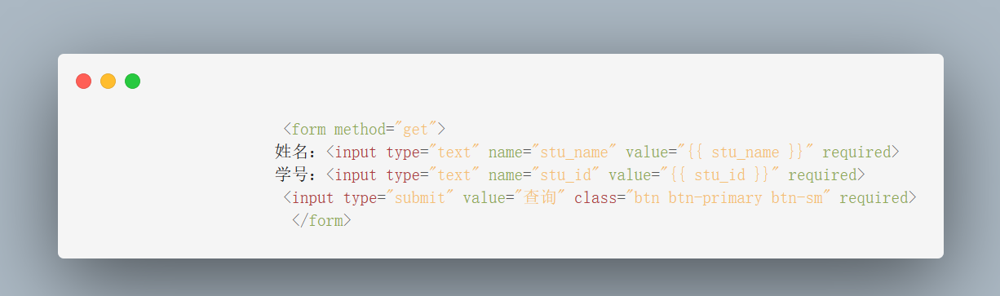 <form method="get">
姓名：<input type="text" name="stu_name" value="{{ stu_name }}" required>
学号：<input type="text" name="stu_id" value="{{ stu_id }}" required>
<input type="submit" value="查询" class="btn btn-primary btn-sm" required>
</form>